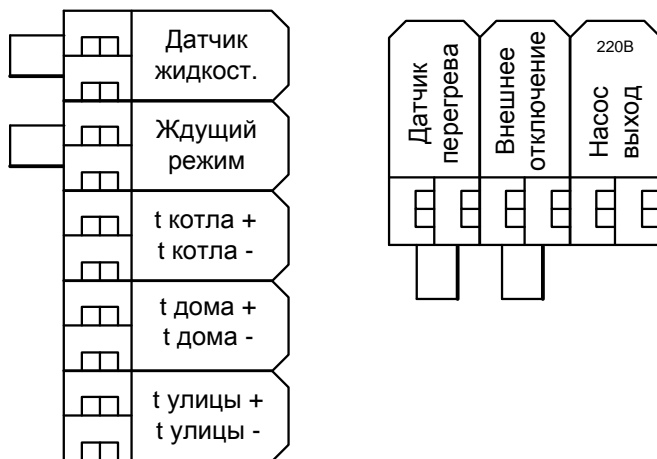 Датчик
жидкост.
Ждущий
режим
t котла +
t котла -
t дома +
t дома -
t улицы +
t улицы -
Датчик
перегрева
Внешнее
отключение
220В
Насос
выход